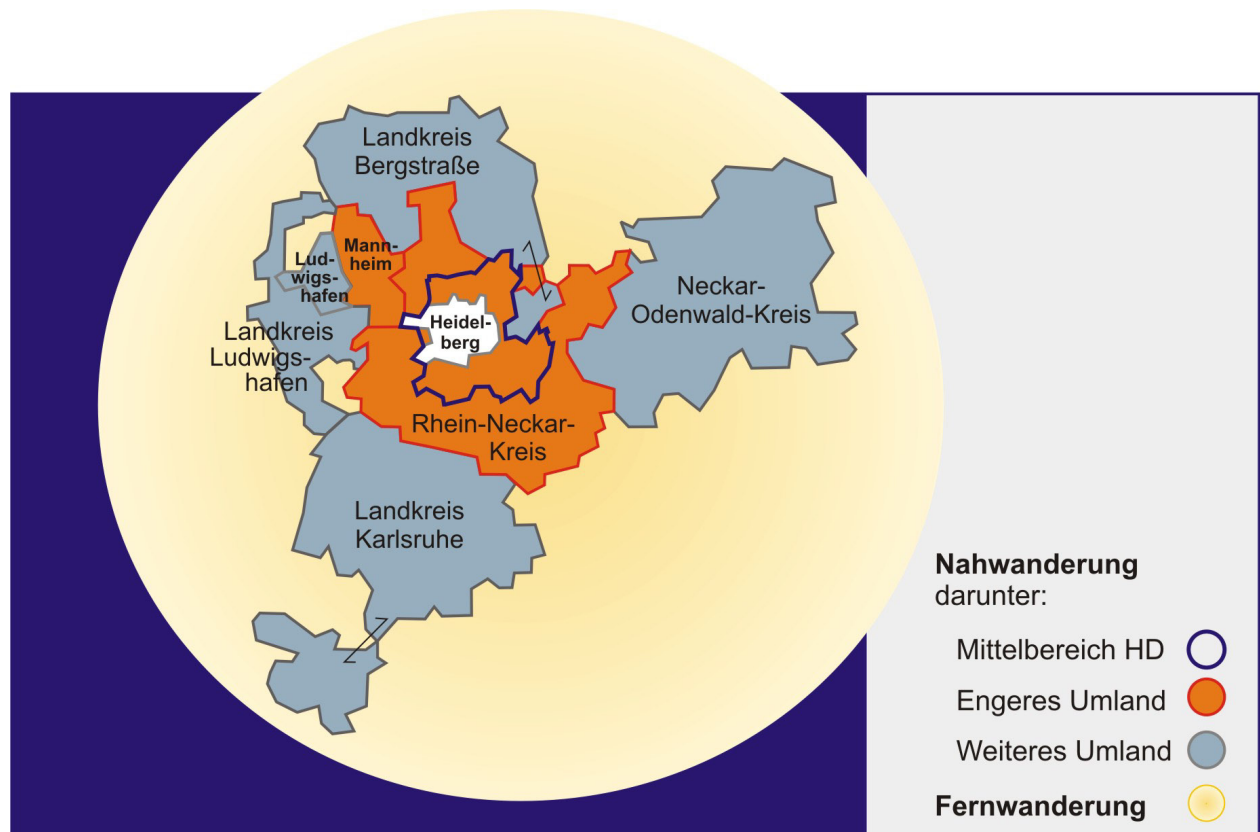 Landkreis
Bergstraße
Mann-
heim
Lud-
wigs-
hafen
Neckar-
Odenwald-Kreis
Heidel-
berg
Landkreis
Ludwigs-
hafen
Rhein-Neckar-
Kreis
Landkreis
Karlsruhe
Nahwanderung
darunter:
Mittelbereich HD
Engeres Umland
Weiteres Umland
Fernwanderung